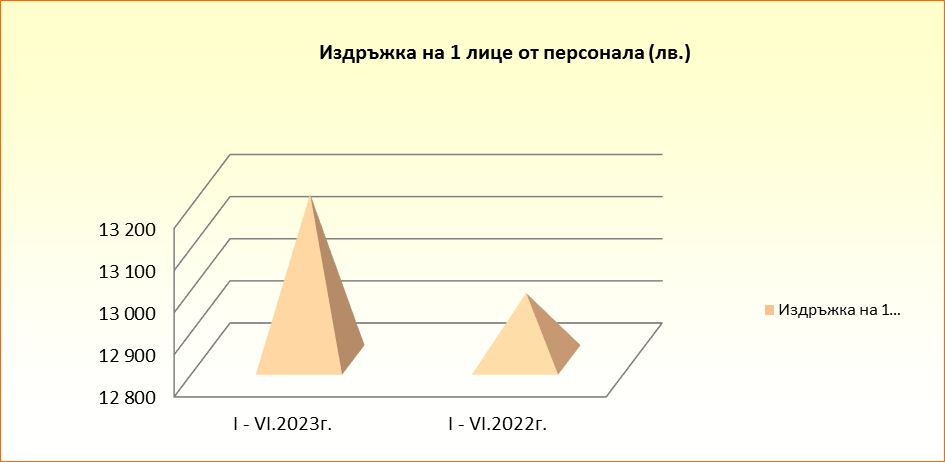 Издръжка на 1 лице от персонала (лв.)
13 200
13 100
13 000
12 900
12 800
I - VI.2023г.
I - VI.2022г.
Издръжка на 1...